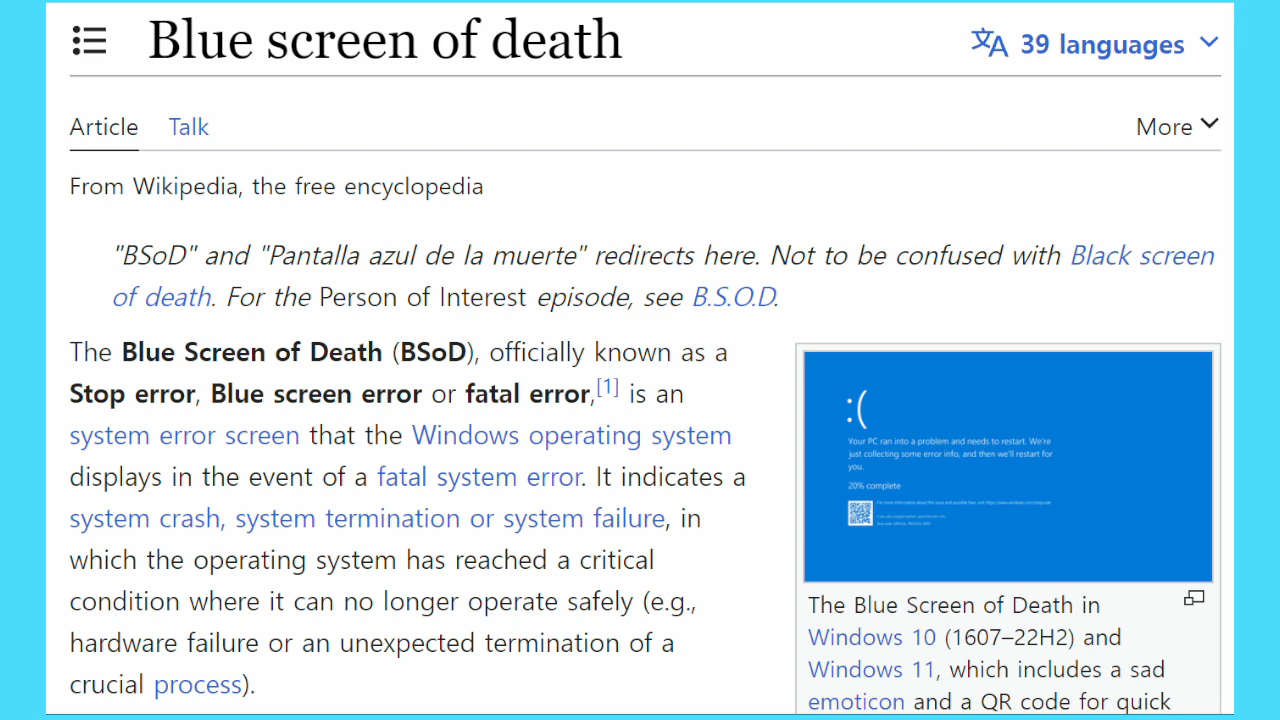 Blue screen of death
39 languages
Article Talk
More
From Wikipedia, the free encyclopedia
"BSoD" and "Pantalla azul de la muerte" redirects here. Not to be confused with Black screen
of death. For the Person of Interest episode, see B.S.O.D.
The Blue Screen of Death (BSoD), officially known as a
Stop error, Blue screen error or fatal error,[1] is an
system error screen that the Windows operating system
displays in the event of a fatal system error. It indicates a
system crash, system termination or system failure, in
which the operating system has reached a critical
condition where it can no longer operate safely (e.g.,
hardware failure or an unexpected termination of a
crucial process).
:(
Your PC ran into a problem and needs to restart. We're
just collecting some error info, and then we'll restart for
you.
20% complete
The Blue Screen of Death in
Windows 10 (1607–22H2) and
Windows 11, which includes a sad
emoticon and a QR code for quick